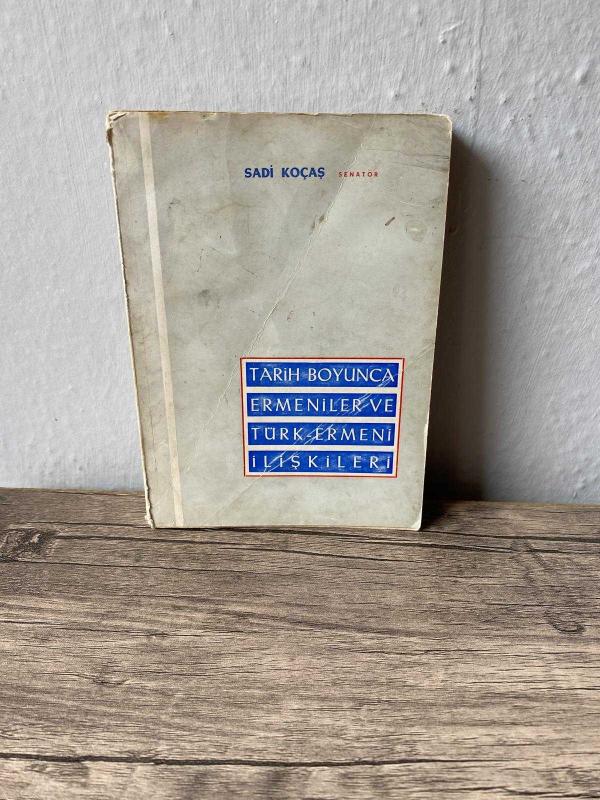 SADİ KOÇAŞ SENATÖR
TARİH BOYUNCA
ERMENİLER VE
TÜRK-ERMENİ
İLİŞKİLERİ